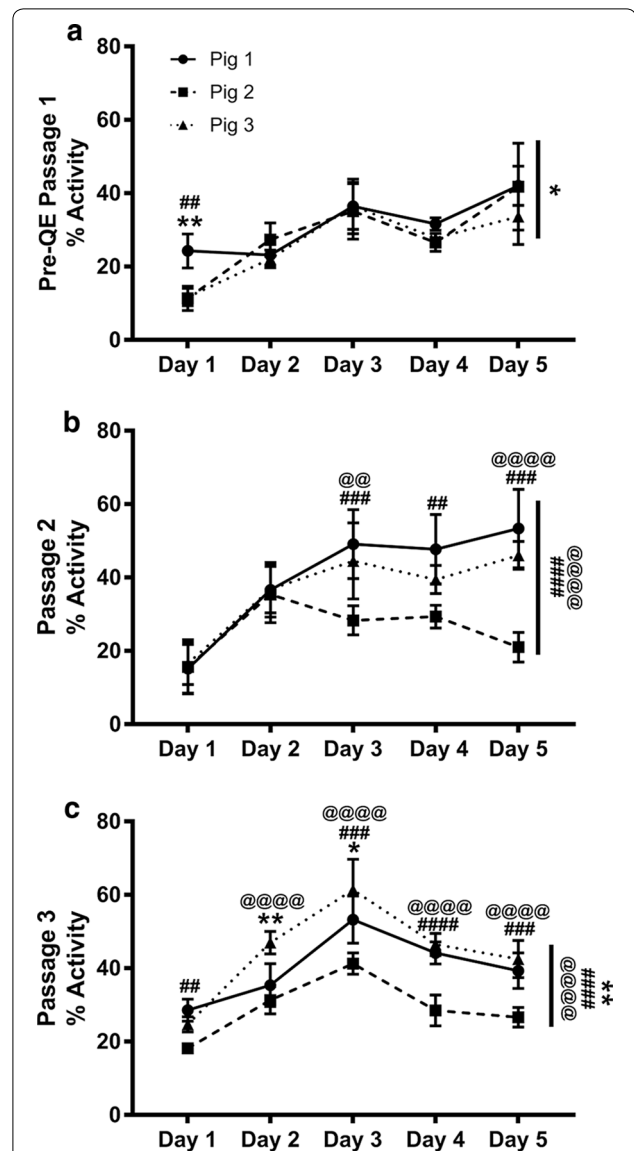 a
Pre-QE Passage 1
% Activity
80
60
40
20
0
Pig 1
Pig 2
Pig 3
##
**
*
Day 1 Day 2 Day 3 Day 4 Day 5
b
Passage 2
% Activity
80
60
40
20
0
@@
###
##
@@@@
###
@@@@
####
Day 1 Day 2 Day 3 Day 4 Day 5
c
Passage 3
% Activity
80
60
40
20
0
##
@@@@
**
@@@@
###
*
@@@@
####
@@@@
###
**
####
@@@@
Day 1 Day 2 Day 3 Day 4 Day 5